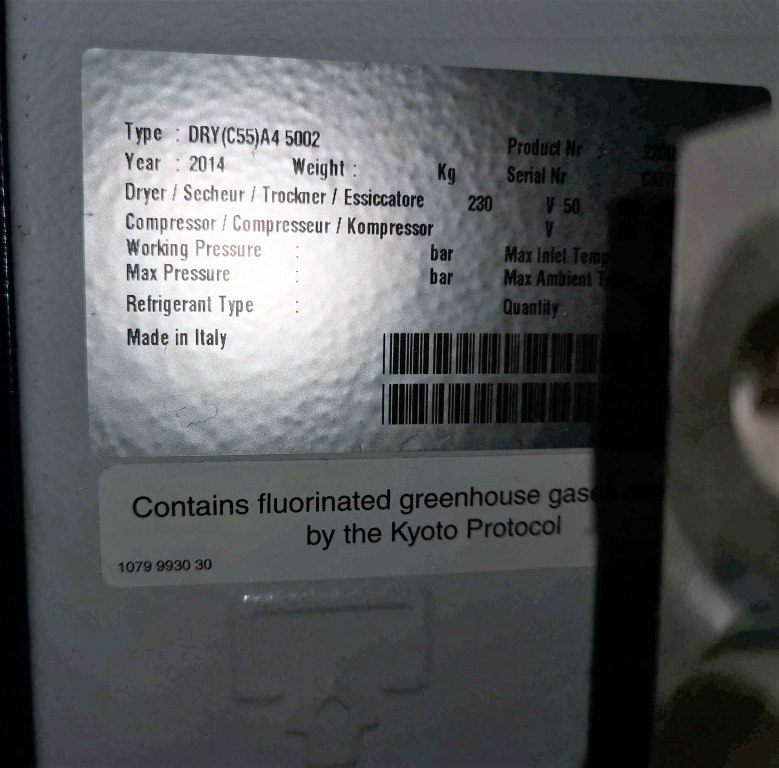 Type : DRY(C55)A4 5002
Product Nr :
Year : 2014 Weight : Kg
Serial Nr :
Dryer / Secheur / Trockner / Essiccatore 230 V 50
Compressor / Compresseur / Kompressor V
Working Pressure : bar Max Inlet Temp
Max Pressure : bar Max Ambient
Refrigerant Type : Quantity
Made in Italy
Contains fluorinated greenhouse
by the Kyoto Protocol
1079 9930 30